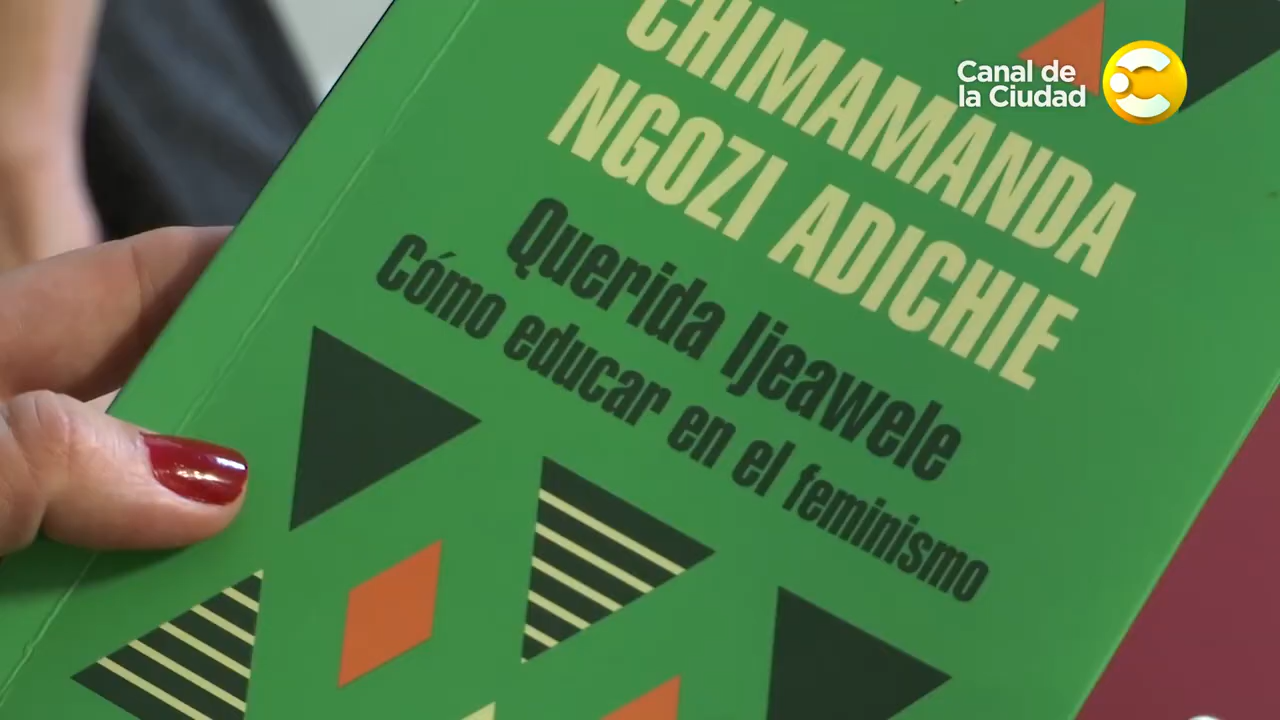 CHIMAMANDA
NGOZI ADICHIE
Querida Ijeawele
Cómo educar en el feminismo
Canal de
la Ciudad